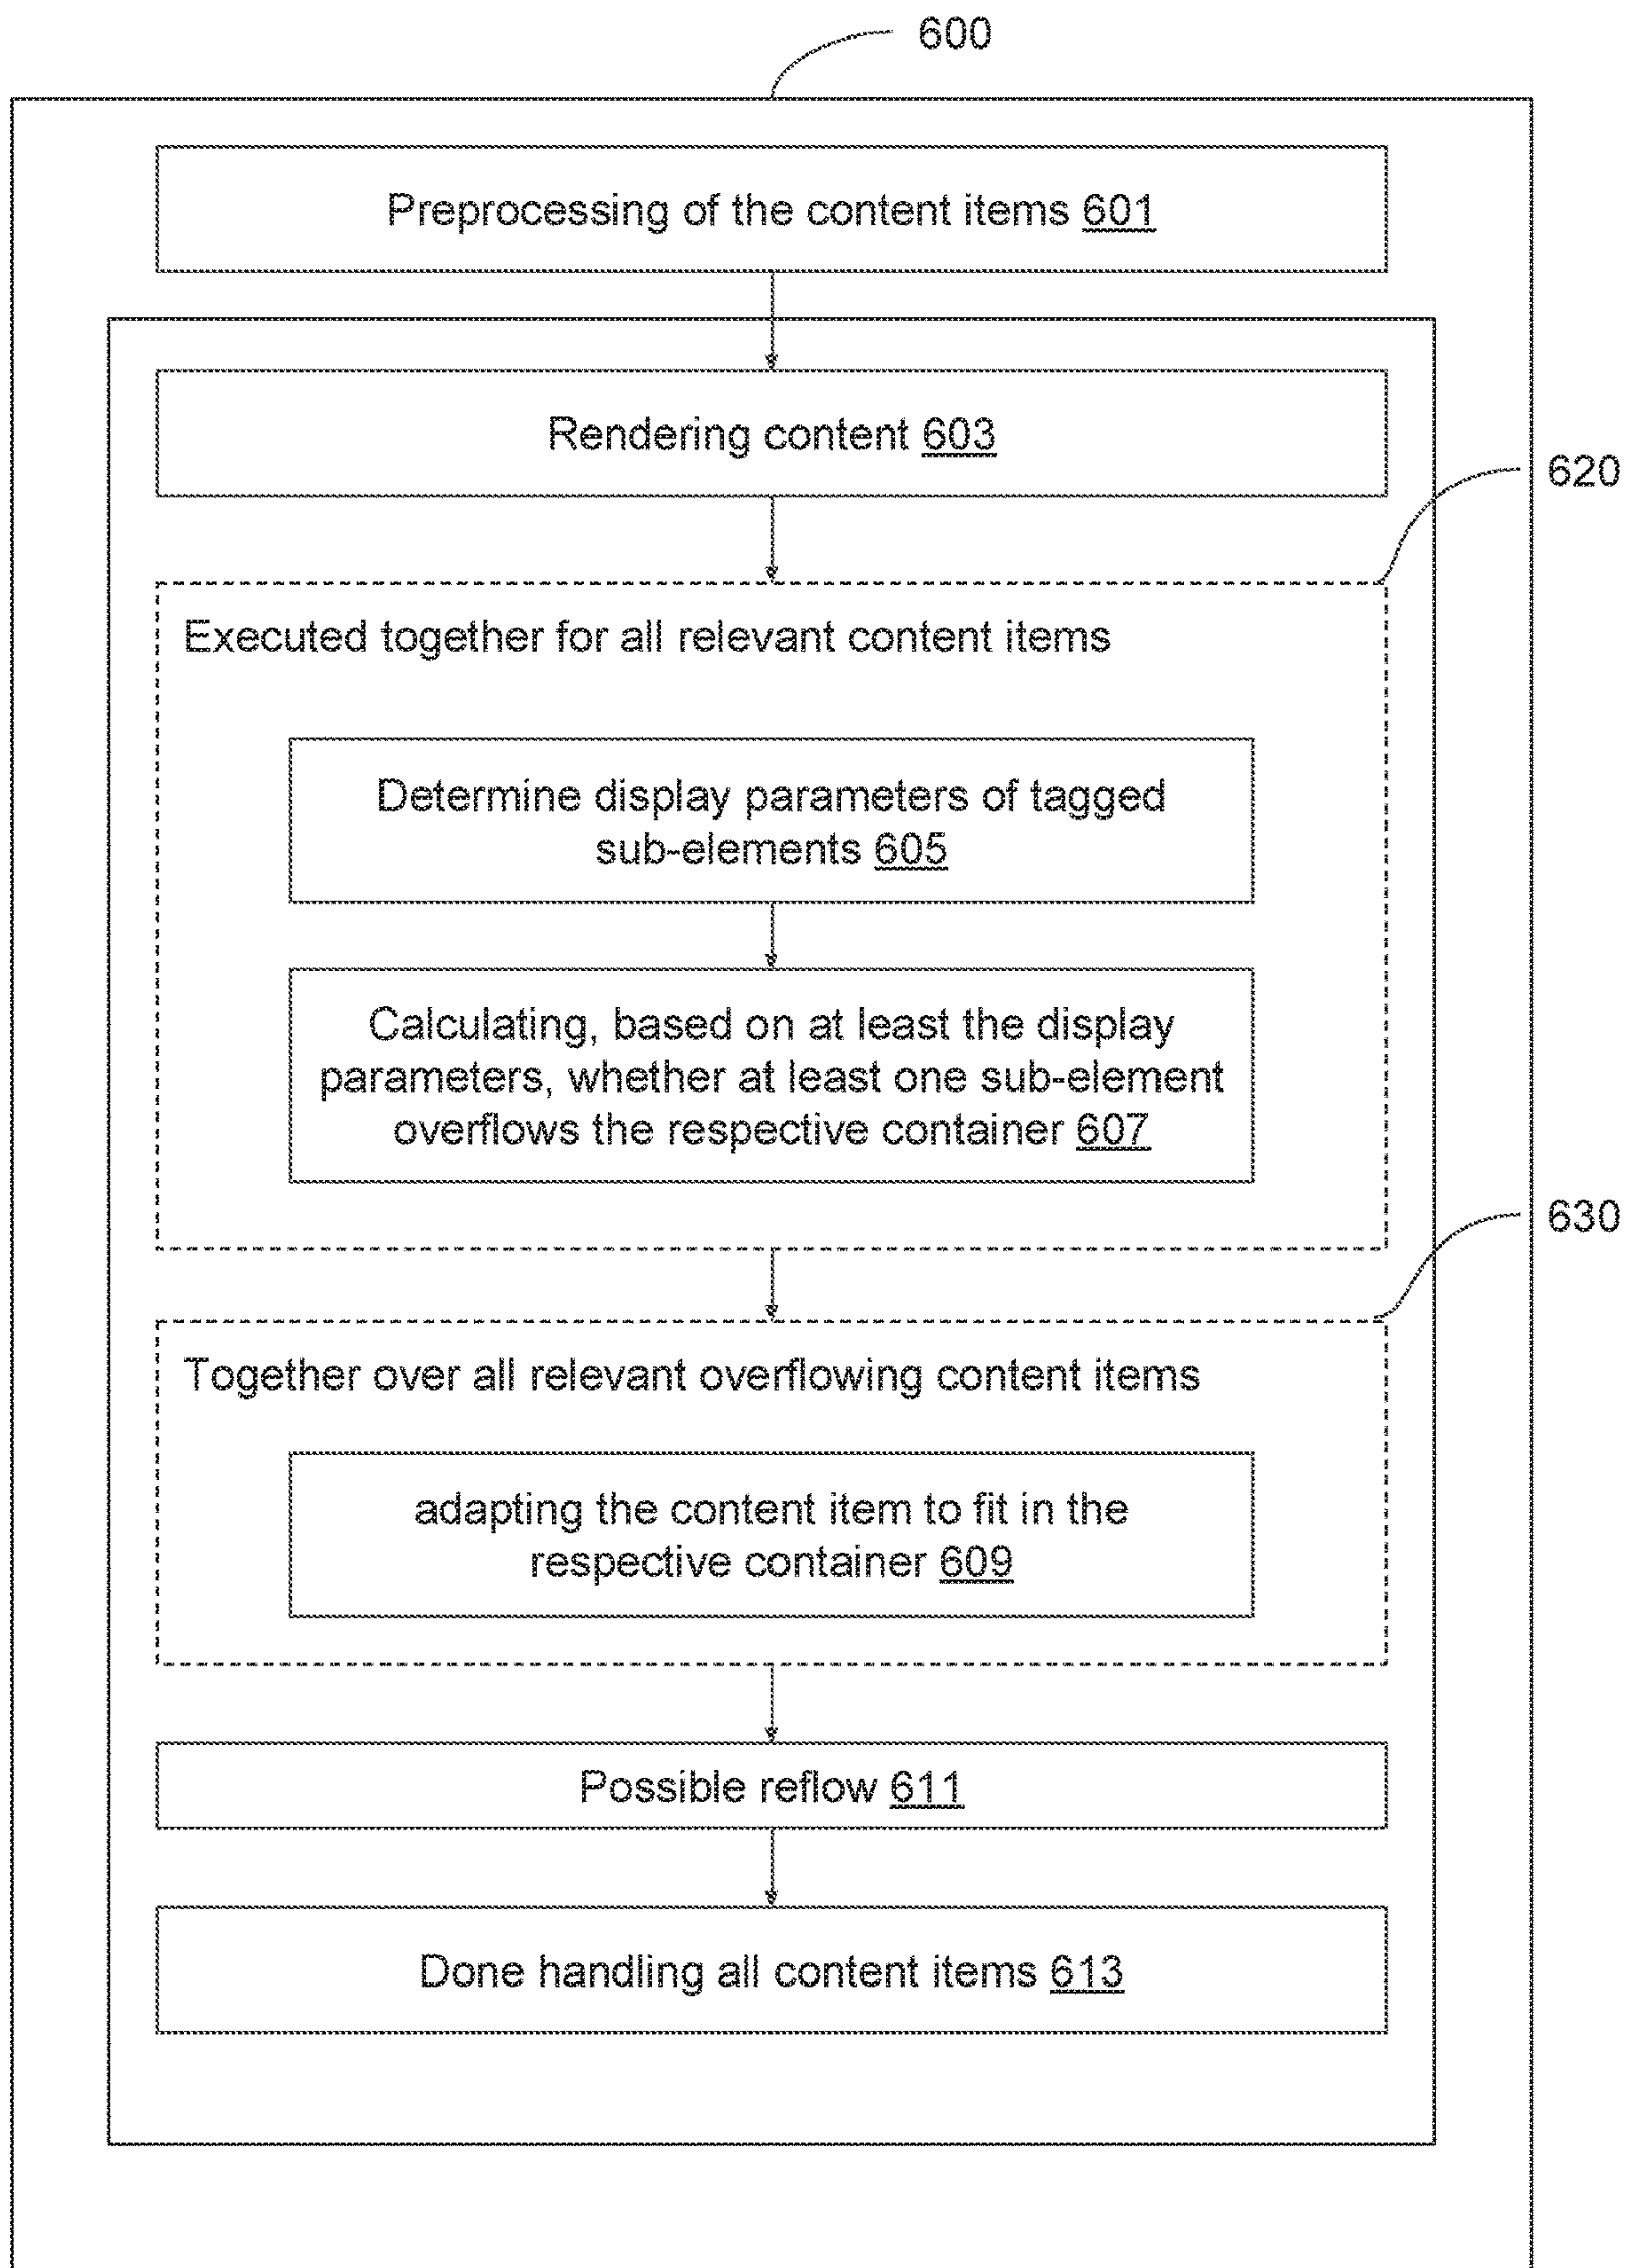 600
Preprocessing of the content items 601
Rendering content 603
620
Executed together for all relevant content items
Determine display parameters of tagged
sub-elements 605
Calculating, based on at least the display
parameters, whether at least one sub-element
overflows the respective container 607
630
Together over all relevant overflowing content items
adapting the content item to fit in the
respective container 609
Possible reflow 611
Done handling all content items 613